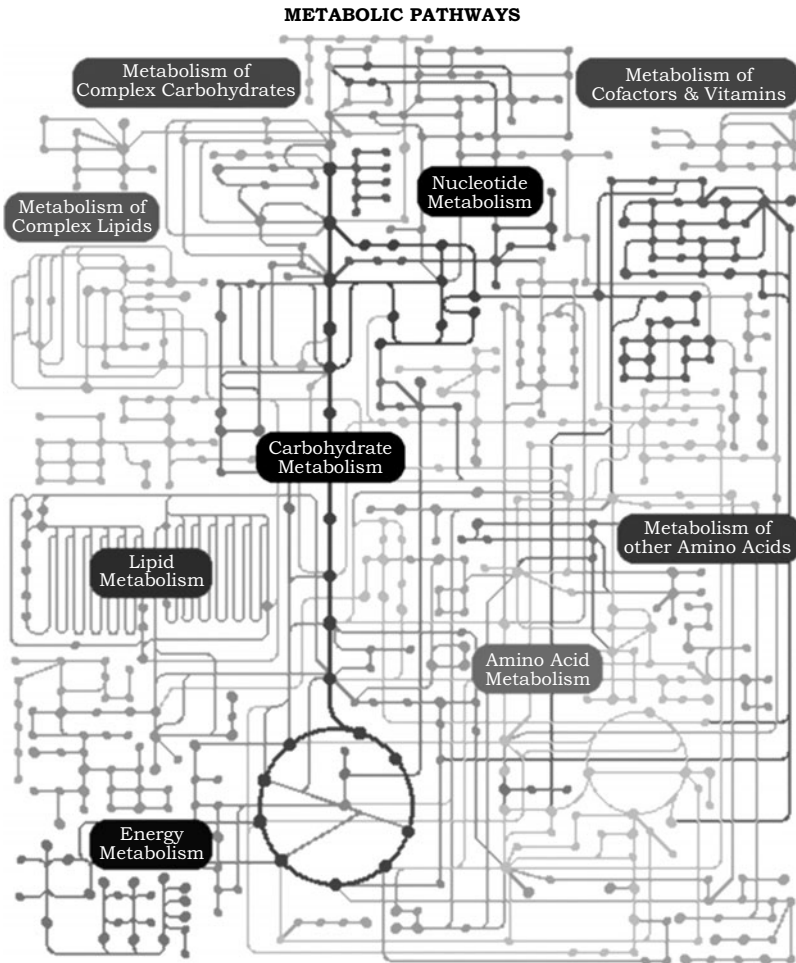 METABOLIC PATHWAYS
Metabolism of
Complex Carbohydrates
Metabolism of
Cofactors & Vitamins
Nucleotide
Metabolism
Metabolism of
Complex Lipids
Carbohydrate
Metabolism
Metabolism of
other Amino Acids
Lipid
Metabolism
Amino Acid
Metabolism
Energy
Metabolism